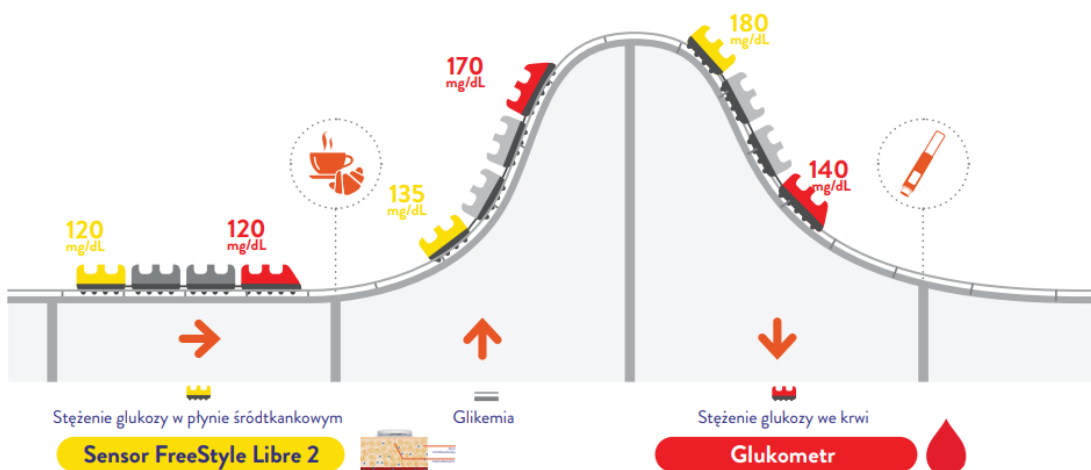 180
mg/dL
170
mg/dL
140
mg/dL
135
mg/dL
120
mg/dL
120
mg/dL
Stężenie glukozy w płynie śródtkankowym
Glikemia
Stężenie glukozy we krwi
Sensor FreeStyle Libre 2
Glukometr